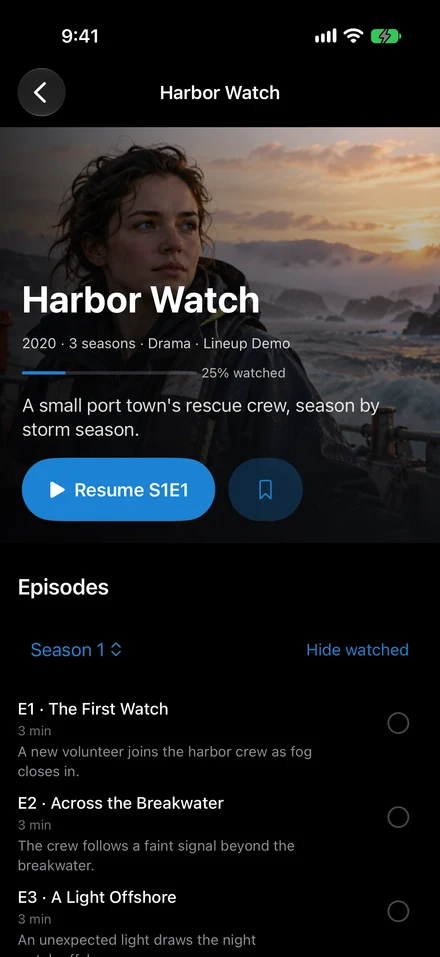 9:41
Harbor Watch
Harbor Watch
2020 · 3 seasons · Drama · Lineup Demo
25% watched
A small port town's rescue crew, season by
storm season.
Resume S1E1
Episodes
Season 1
Hide watched
E1 · The First Watch
3 min
A new volunteer joins the harbor crew as fog
closes in.
E2 · Across the Breakwater
3 min
The crew follows a faint signal beyond the
breakwater.
E3 · A Light Offshore
3 min
An unexpected light draws the night